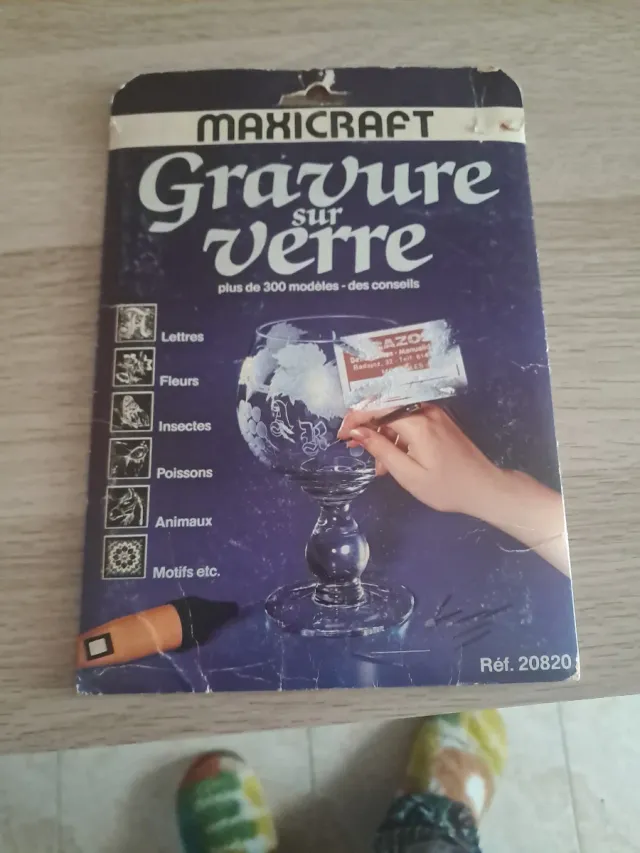 MAXICRAFT
Gravure
sur
verre
plus de 300 modèles - des conseils
Lettres
Fleurs
Insectes
Poissons
Animaux
Motifs etc.
Réf. 20820